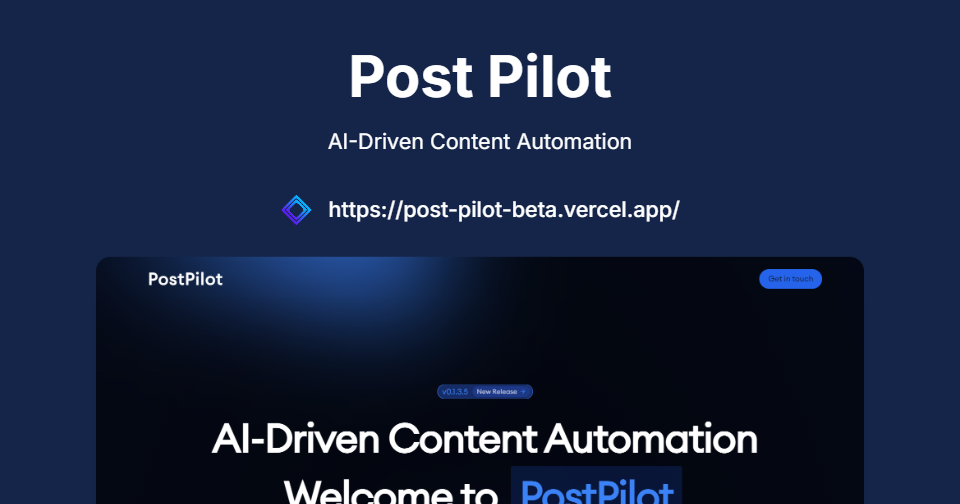 Post Pilot
AI-Driven Content Automation
https://post-pilot-beta.vercel.app/
PostPilot
Get in touch
v0.1.3.5 New Release →
AI-Driven Content Automation
Welcome to PostPilot